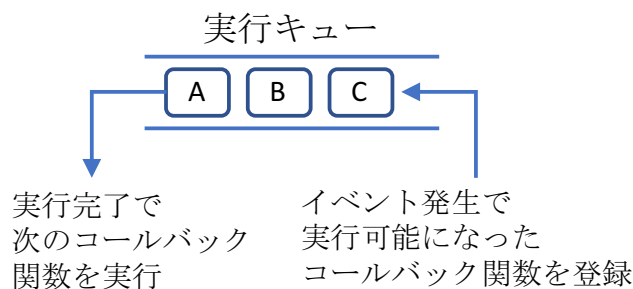 実行キュー
A B C
実行完了で
次のコールバック
関数を実行
イベント発生で
実行可能になった
コールバック関数を登録